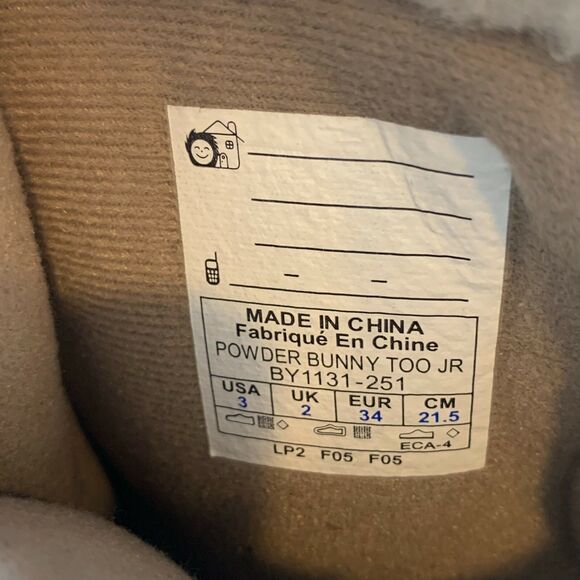 MADE IN CHINA
Fabriqué En Chine
POWDER BUNNY TOO JR
BY1131-251
USA UK EUR CM
3 2 34 21.5
ECA-4
LP2 F05 F05